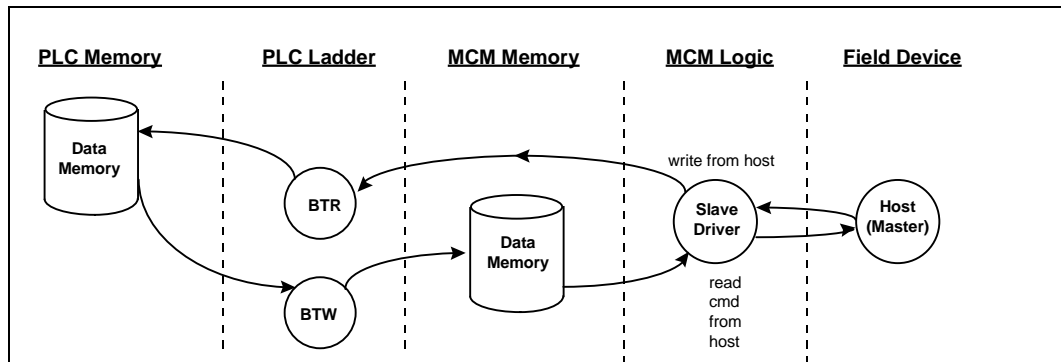 PLC Memory
PLC Ladder
MCM Memory
MCM Logic
Field Device
Data
Memory
BTR
BTW
Data
Memory
write from host
Slave
Driver
read
cmd
from
host
Host
(Master)